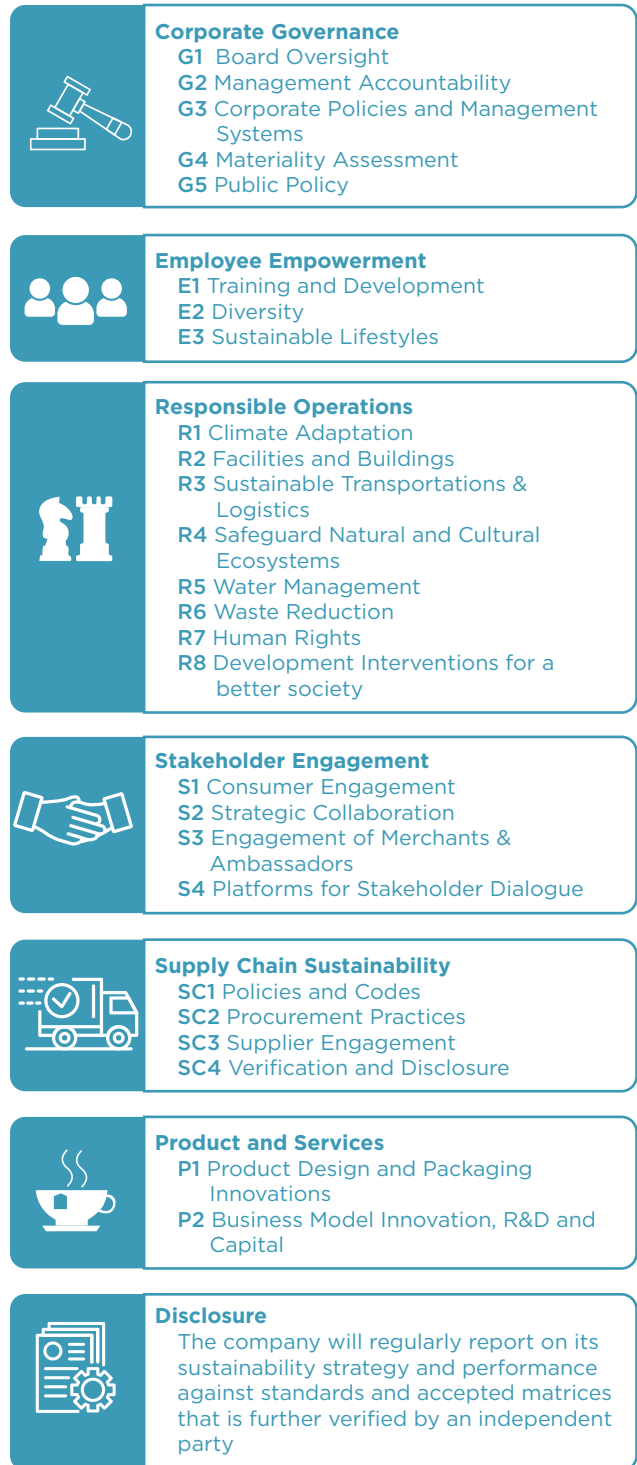 Corporate Governance
G1 Board Oversight
G2 Management Accountability
G3 Corporate Policies and Management
Systems
G4 Materiality Assessment
G5 Public Policy
Employee Empowerment
E1 Training and Development
E2 Diversity
E3 Sustainable Lifestyles
Responsible Operations
R1 Climate Adaptation
R2 Facilities and Buildings
R3 Sustainable Transportations &
Logistics
R4 Safeguard Natural and Cultural
Ecosystems
R5 Water Management
R6 Waste Reduction
R7 Human Rights
R8 Development Interventions for a
better society
Stakeholder Engagement
S1 Consumer Engagement
S2 Strategic Collaboration
S3 Engagement of Merchants &
Ambassadors
S4 Platforms for Stakeholder Dialogue
Supply Chain Sustainability
SC1 Policies and Codes
SC2 Procurement Practices
SC3 Supplier Engagement
SC4 Verification and Disclosure
Product and Services
P1 Product Design and Packaging
Innovations
P2 Business Model Innovation, R&D and
Capital
Disclosure
The company will regularly report on its
sustainability strategy and performance
against standards and accepted matrices
that is further verified by an independent
party